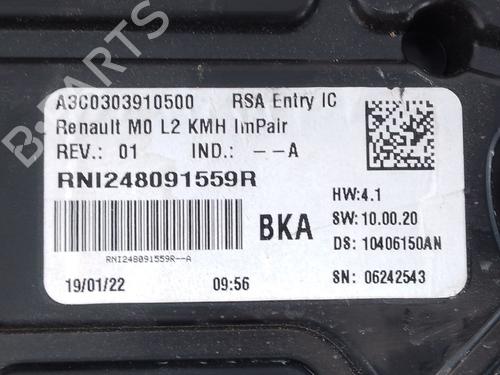 B-PARTS
A3C0303910500 RSA Entry IC
Renault M0 L2 KMH ImPair
REV.: 01 IND.: --A
RNI248091559R
HW:4.1
BKA SW: 10.00.20
DS: 10406150AN
RNI248091559R--A
19/01/22 09:56 SN: 06242543